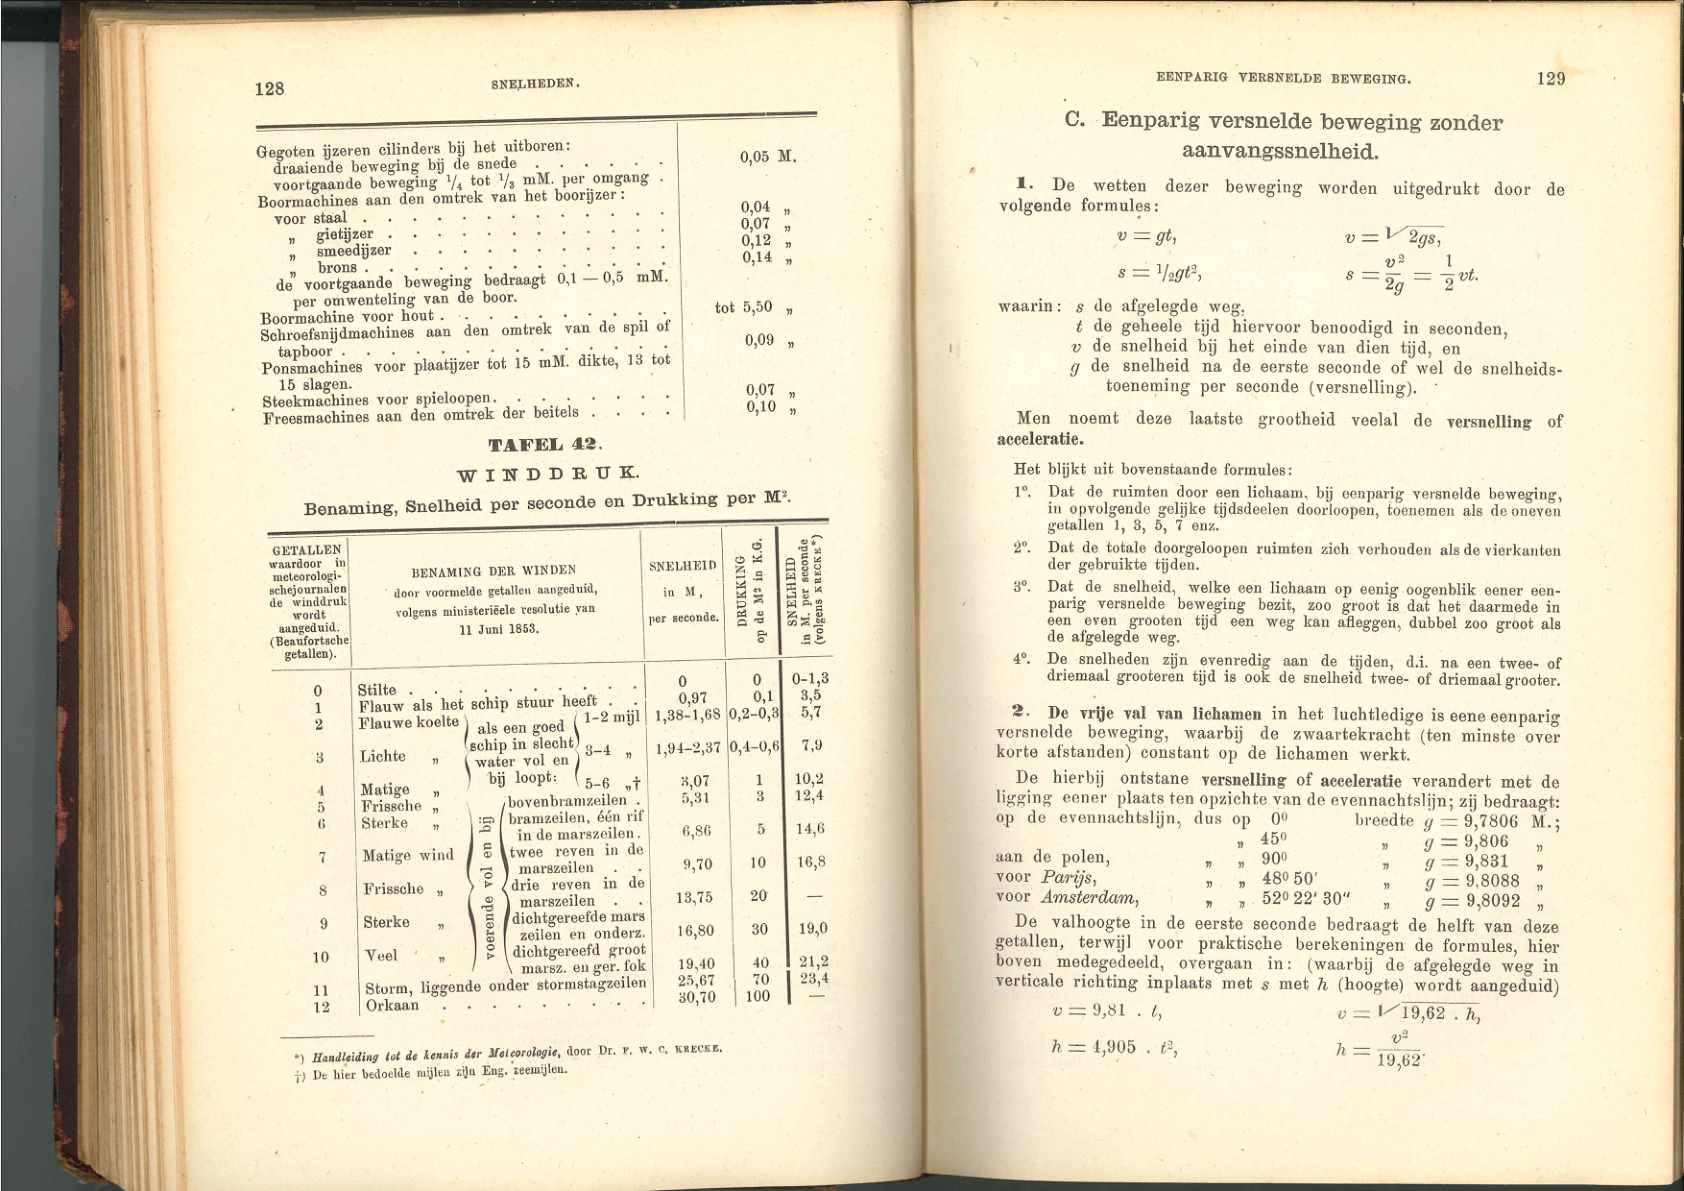 128 SNELHEDEN.
Gegoten ijzeren cilinders bij het uitboren:
draaiende beweging bij de snede . . . . . . 0,05 M.
voortgaande beweging 1/4 tot 1/3 mM. per omgang .
Boormachines aan den omtrek van het boorijzer:
voor staal . . . . . . . . . . . . . 0,04 „
„ gietijzer . . . . . . . . . . . . 0,07 „
„ smeedijzer . . . . . . . . . . . 0,12 „
„ brons . . . . . . . . . . . . . 0,14 „
de voortgaande beweging bedraagt 0,1 — 0,5 mM.
per omwenteling van de boor.
Boormachine voor hout . . . . . . . . . . tot 5,50 „
Schroefsnijdmachines aan den omtrek van de spil of
tapboor . . . . . . . . . . . . . . 0,09 „
Ponsmachines voor plaatijzer tot 15 mM. dikte, 13 tot
15 slagen.
Steekmachines voor spieloopen. . . . . . . . 0,07 „
Freesmachines aan den omtrek der beitels . . . . 0,10 „
TAFEL 42.
WINDDRUK.
Benaming, Snelheid per seconde en Drukking per M².
GETALLEN
waardoor in
meteorologi-
schejournalen
de winddruk
wordt
aangeduid.
(Beaufortsche
getallen).
BENAMING DER WINDEN
door voormelde getallen aangeduid,
volgens ministeriëele resolutie van
11 Juni 1853.
SNELHEID
in M,
per seconde.
DRUKKING
op de M² in K.G.
SNELHEID
in M. per seconde
(volgens KRECKE*)
0 Stilte . . . . . . . . . . 0 0 0-1,3
1 Flauw als het schip stuur heeft . . 0,97 0,1 3,5
2 Flauwe koelte als een goed 1-2 mijl 1,38-1,68 0,2-0,3 5,7
schip in slecht
3 Lichte „ water vol en 3-4 „ 1,94-2,37 0,4-0,6 7,9
bij loopt:
4 Matige „ 5-6 „† 3,07 1 10,2
5 Frissche „ voerende vol en bij bovenbramzeilen . 5,31 3 12,4
6 Sterke „ bramzeilen, één rif
in de marszeilen. 6,86 5 14,6
7 Matige wind twee reven in de
marszeilen . . 9,70 10 16,8
8 Frissche „ drie reven in de
marszeilen . . 13,75 20 —
9 Sterke „ dichtgereefde mars
zeilen en onderz. 16,80 30 19,0
10 Veel „ dichtgereefd groot
marsz. en ger. fok 19,40 40 21,2
11 Storm, liggende onder stormstagzeilen 25,67 70 23,4
12 Orkaan . . . . . . . . . 30,70 100 —
*) Handleiding tot de kennis der Meteorologie, door Dr. F. W. C. KRECKE.
†) De hier bedoelde mijlen zijn Eng. zeemijlen.
EENPARIG VERSNELDE BEWEGING. 129
C. Eenparig versnelde beweging zonder
aanvangssnelheid.
1. De wetten dezer beweging worden uitgedrukt door de
volgende formules:
v = gt, v = √2gs,
s = 1/2gt², s = v²/2g = 1/2 vt.
waarin: s de afgelegde weg,
t de geheele tijd hiervoor benoodigd in seconden,
v de snelheid bij het einde van dien tijd, en
g de snelheid na de eerste seconde of wel de snelheids-
toeneming per seconde (versnelling).
Men noemt deze laatste grootheid veelal de versnelling of
acceleratie.
Het blijkt uit bovenstaande formules:
1º. Dat de ruimten door een lichaam, bij eenparig versnelde beweging,
in opvolgende gelijke tijdsdeelen doorloopen, toenemen als de oneven
getallen 1, 3, 5, 7 enz.
2º. Dat de totale doorgeloopen ruimten zich verhouden als de vierkanten
der gebruikte tijden.
3º. Dat de snelheid, welke een lichaam op eenig oogenblik eener een-
parig versnelde beweging bezit, zoo groot is dat het daarmede in
een even grooten tijd een weg kan afleggen, dubbel zoo groot als
de afgelegde weg.
4º. De snelheden zijn evenredig aan de tijden, d.i. na een twee- of
driemaal grooteren tijd is ook de snelheid twee- of driemaal grooter.
2. De vrije val van lichamen in het luchtledige is eene eenparig
versnelde beweging, waarbij de zwaartekracht (ten minste over
korte afstanden) constant op de lichamen werkt.
De hierbij ontstane versnelling of acceleratie verandert met de
ligging eener plaats ten opzichte van de evennachtslijn; zij bedraagt:
op de evennachtslijn, dus op 0º breedte g = 9,7806 M.;
„ 45º „ g = 9,806 „
aan de polen, „ „ 90º „ g = 9,831 „
voor Parijs, „ „ 48º 50' „ g = 9,8088 „
voor Amsterdam, „ „ 52º 22' 30" „ g = 9,8092 „
De valhoogte in de eerste seconde bedraagt de helft van deze
getallen, terwijl voor praktische berekeningen de formules, hier
boven medegedeeld, overgaan in: (waarbij de afgelegde weg in
verticale richting inplaats met s met h (hoogte) wordt aangeduid)
v = 9,81 . t, v = √19,62 . h,
h = 4,905 . t², h = v²/19,62.